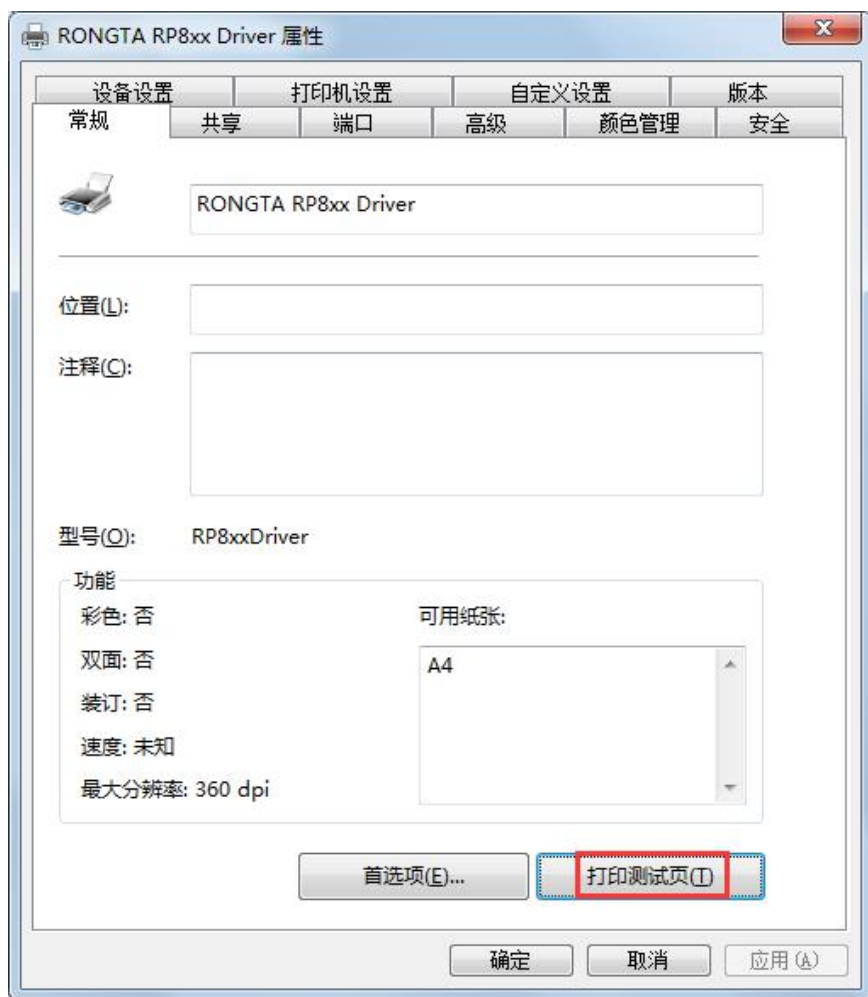 RONGTA RP8xx Driver 属性
设备设置 打印机设置 自定义设置 版本
常规 共享 端口 高级 颜色管理 安全
RONGTA RP8xx Driver
位置(L):
注释(C):
型号(O): RP8xxDriver
功能
彩色: 否 可用纸张:
双面: 否 A4
装订: 否
速度: 未知
最大分辨率: 360 dpi
首选项(E)... 打印测试页(T)
确定 取消 应用(A)